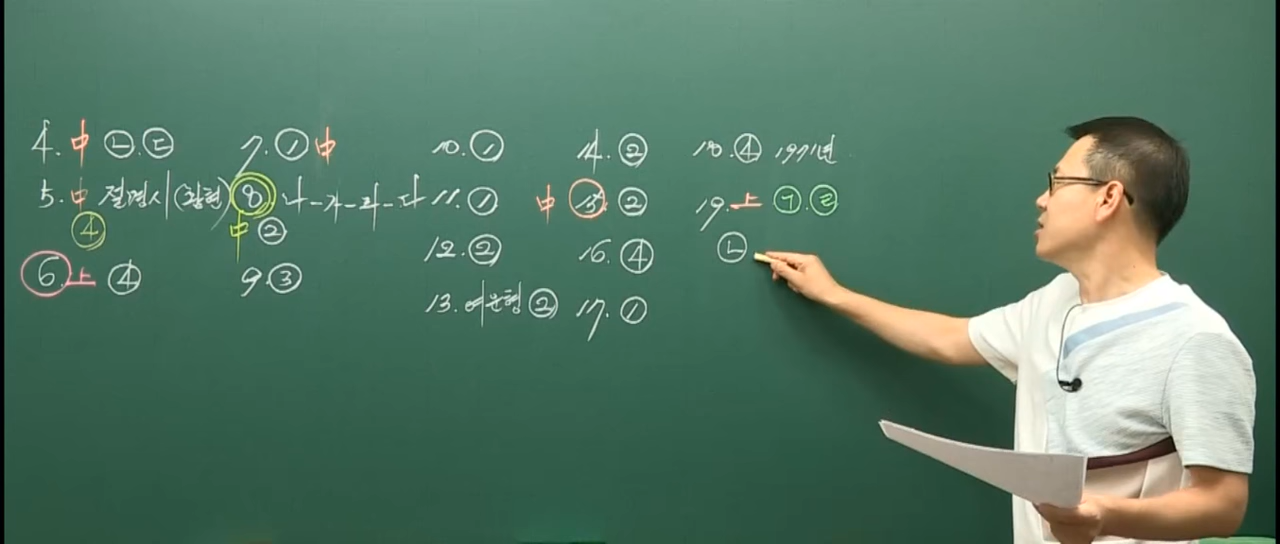 4. 中 ㉡.㉢
5. 中 절명시(황현)
④
6. 上 ④
7. ① 中
8 나-가-라-다
中 ②
9. ③
10. ①
11. ①
12. ②
13. 여운형 ②
14. ②
中 15. ②
16. ④
17. ①
18. ④ 1971년
19. 上 ㉠.㉣
㉡